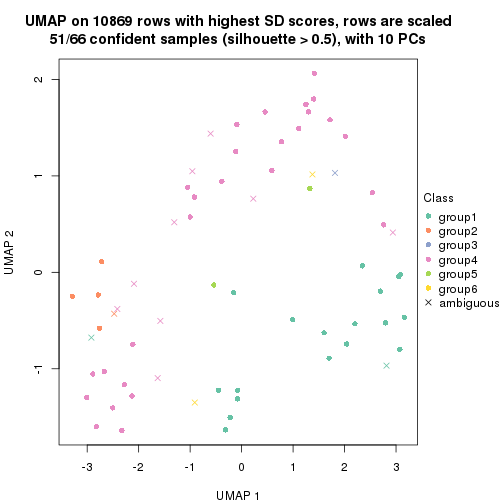 UMAP on 10869 rows with highest SD scores, rows are scaled
51/66 confident samples (silhouette > 0.5), with 10 PCs
2
1
0
-1
UMAP 2
-3
-2
-1
0
1
2
3
UMAP 1
Class
group1
group2
group3
group4
group5
group6
ambiguous